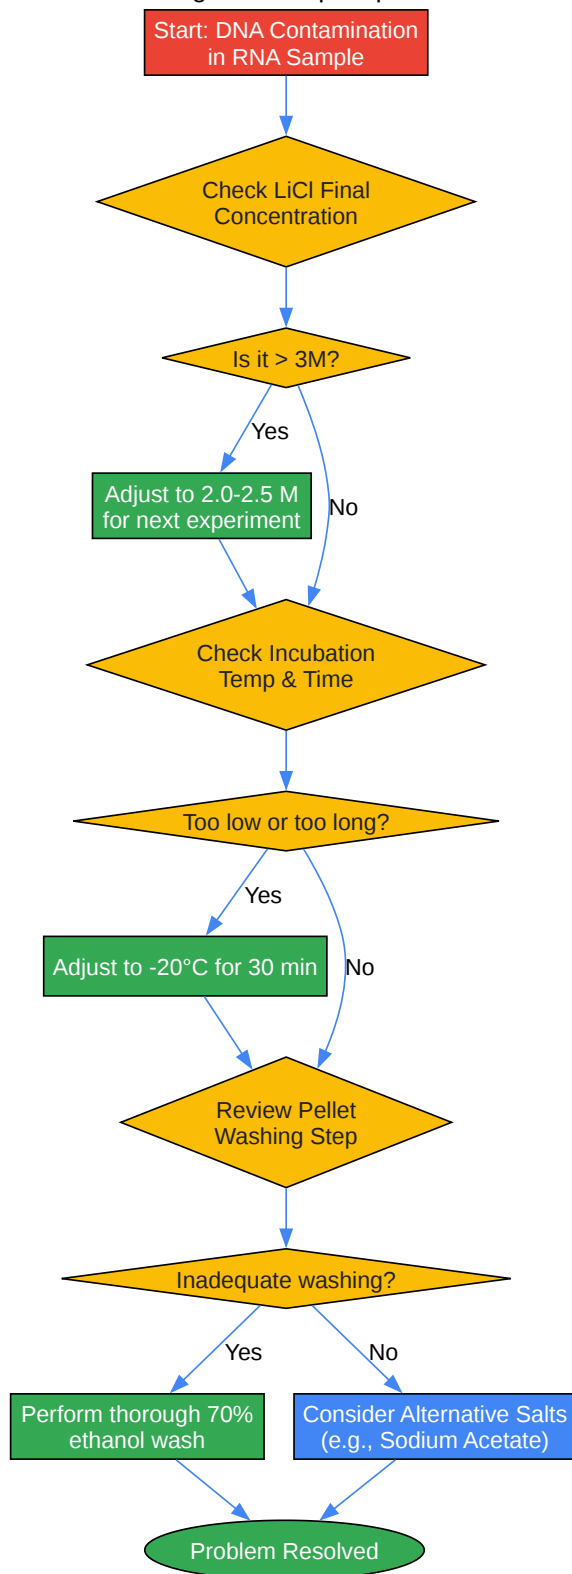 Start: DNA Contamination
in RNA Sample
Check LiCl Final
Concentration
Is it > 3M?
Yes
Adjust to 2.0-2.5 M
for next experiment
No
Check Incubation
Temp & Time
Too low or too long?
Yes
Adjust to -20°C for 30 min
No
Review Pellet
Washing Step
Inadequate washing?
Yes
No
Perform thorough 70%
ethanol wash
Consider Alternative Salts
(e.g., Sodium Acetate)
Problem Resolved